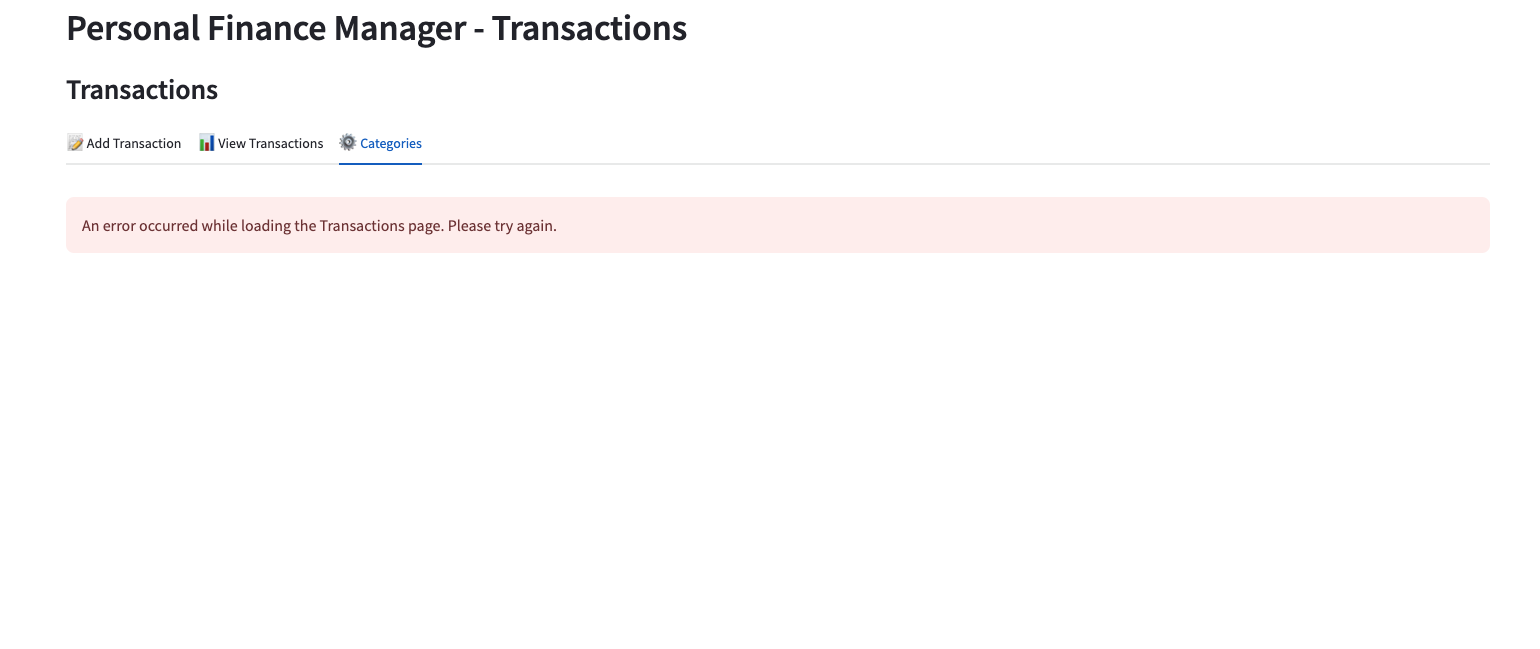 Personal Finance Manager - Transactions
Transactions
📝 Add Transaction 📊 View Transactions ⚙️ Categories
An error occurred while loading the Transactions page. Please try again.